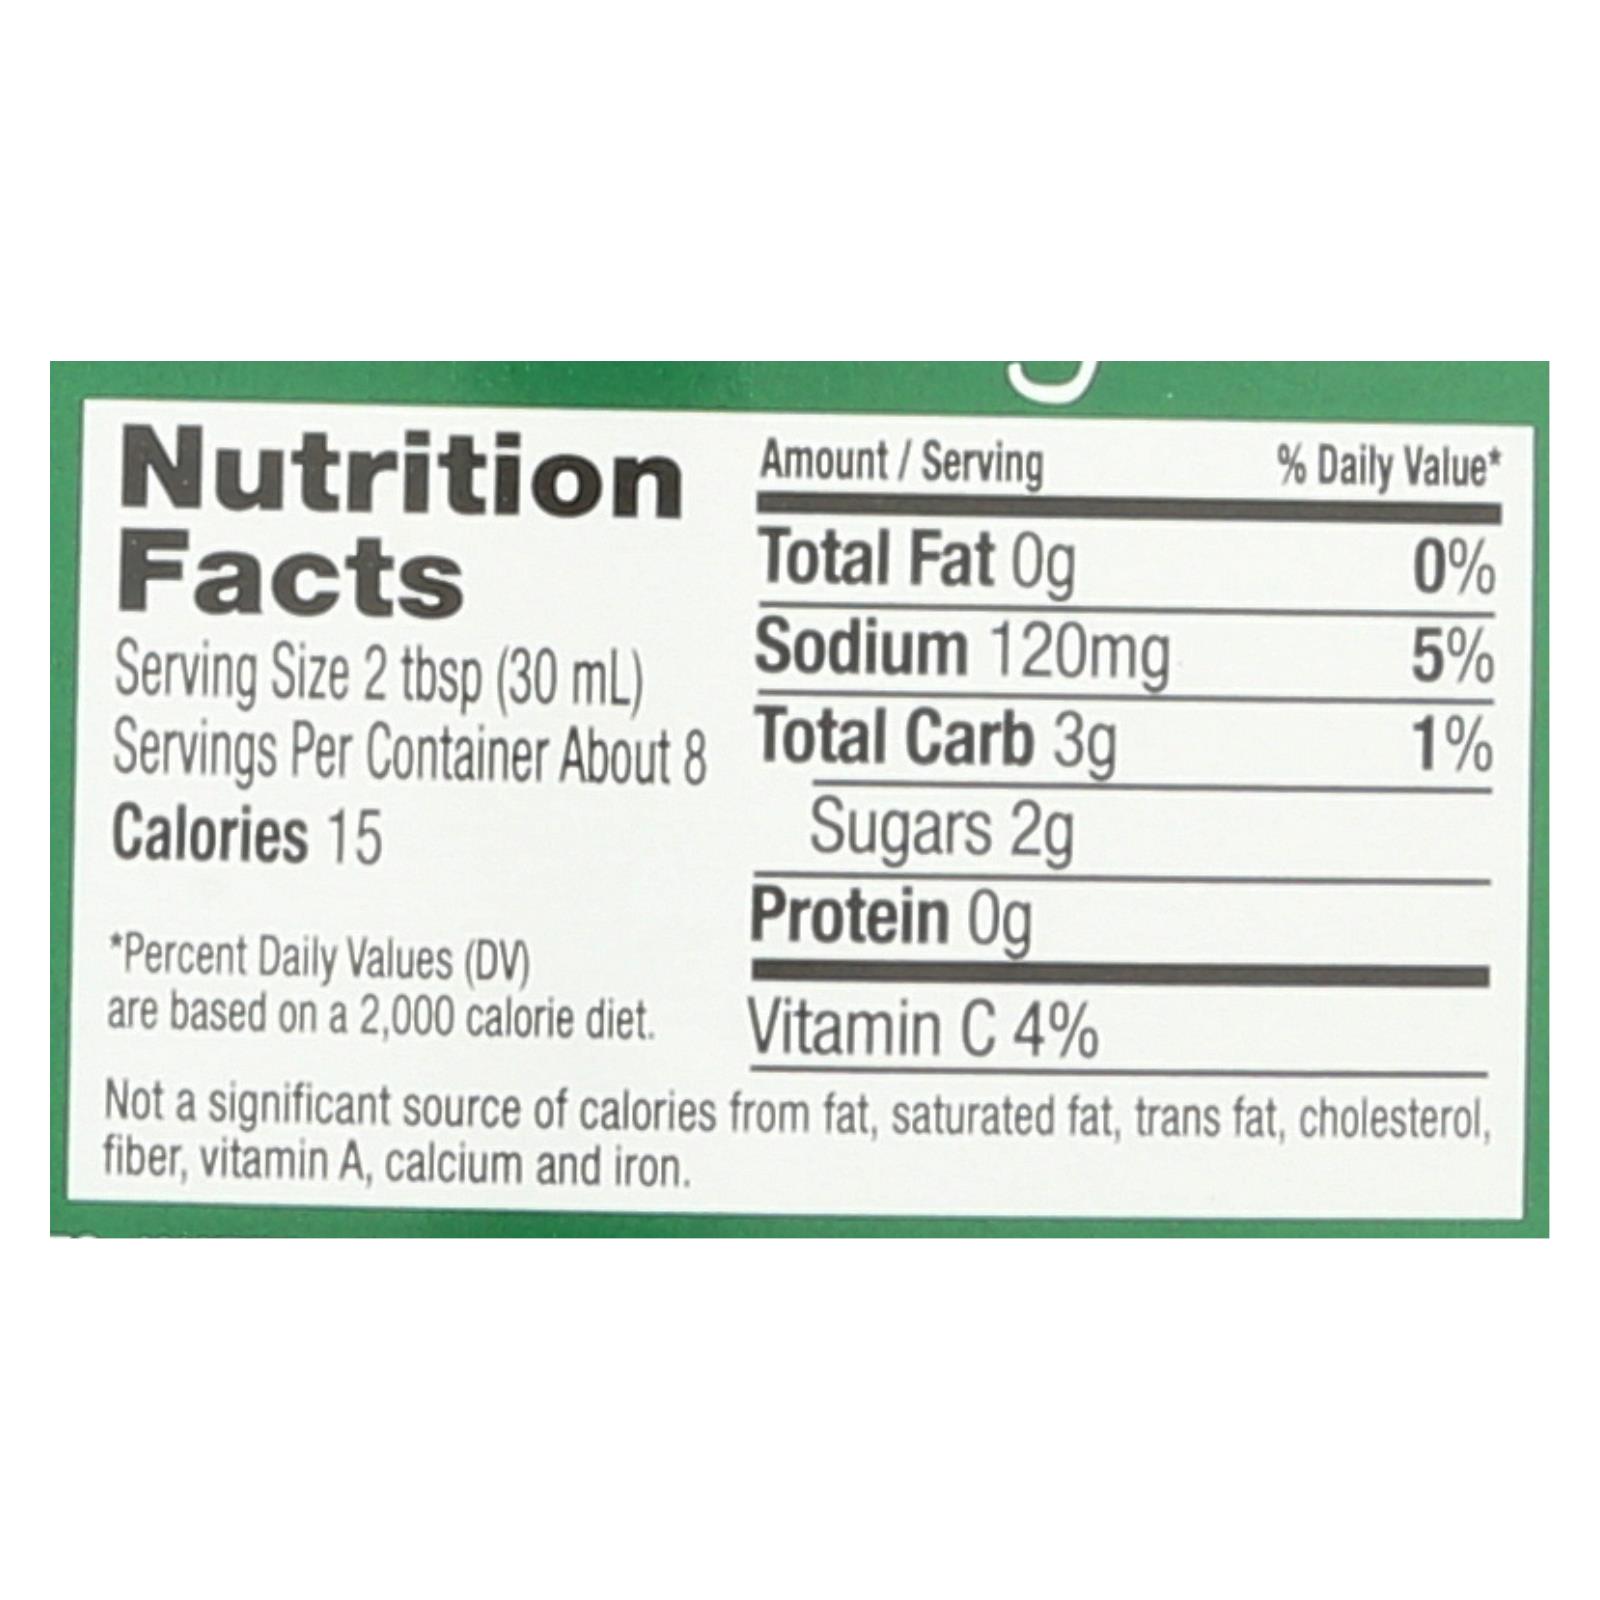 Nutrition
Facts
Serving Size 2 tbsp (30 mL)
Servings Per Container About 8
Calories 15
*Percent Daily Values (DV)
are based on a 2,000 calorie diet.
Amount / Serving % Daily Value*
Total Fat 0g 0%
Sodium 120mg 5%
Total Carb 3g 1%
Sugars 2g
Protein 0g
Vitamin C 4%
Not a significant source of calories from fat, saturated fat, trans fat, cholesterol,
fiber, vitamin A, calcium and iron.